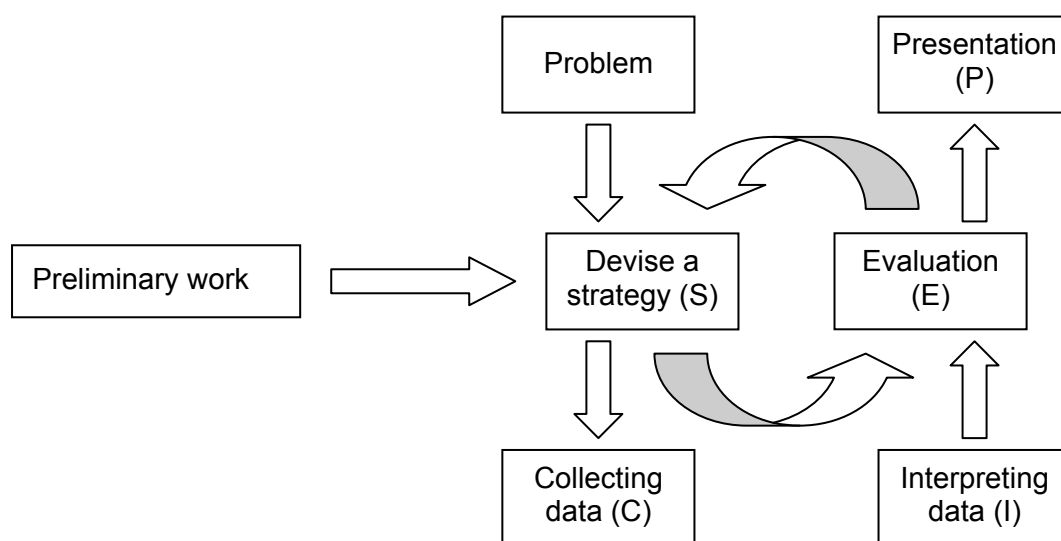 Problem
Presentation
(P)
Preliminary work
Devise a
strategy (S)
Evaluation
(E)
Collecting
data (C)
Interpreting
data (I)